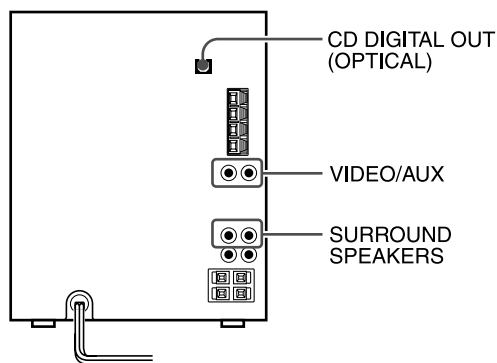 CD DIGITAL OUT
(OPTICAL)
VIDEO/AUX
SURROUND
SPEAKERS